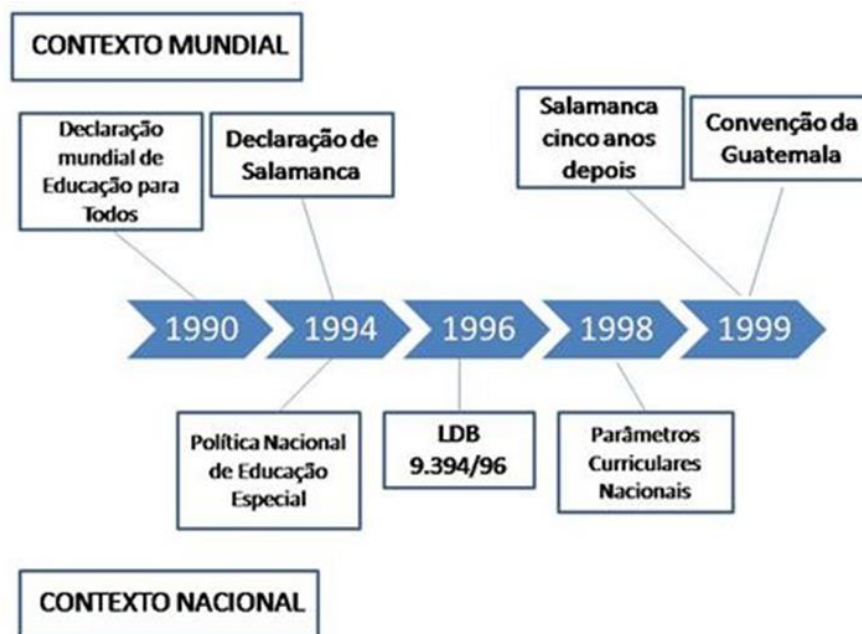 CONTEXTO MUNDIAL
Declaração
mundial de
Educação para
Todos
Declaração de
Salamanca
Salamanca
cinco anos
depois
Convenção da
Guatemala
1990
1994
1996
1998
1999
Política Nacional
de Educação
Especial
LDB
9.394/96
Parâmetros
Curriculares
Nacionais
CONTEXTO NACIONAL